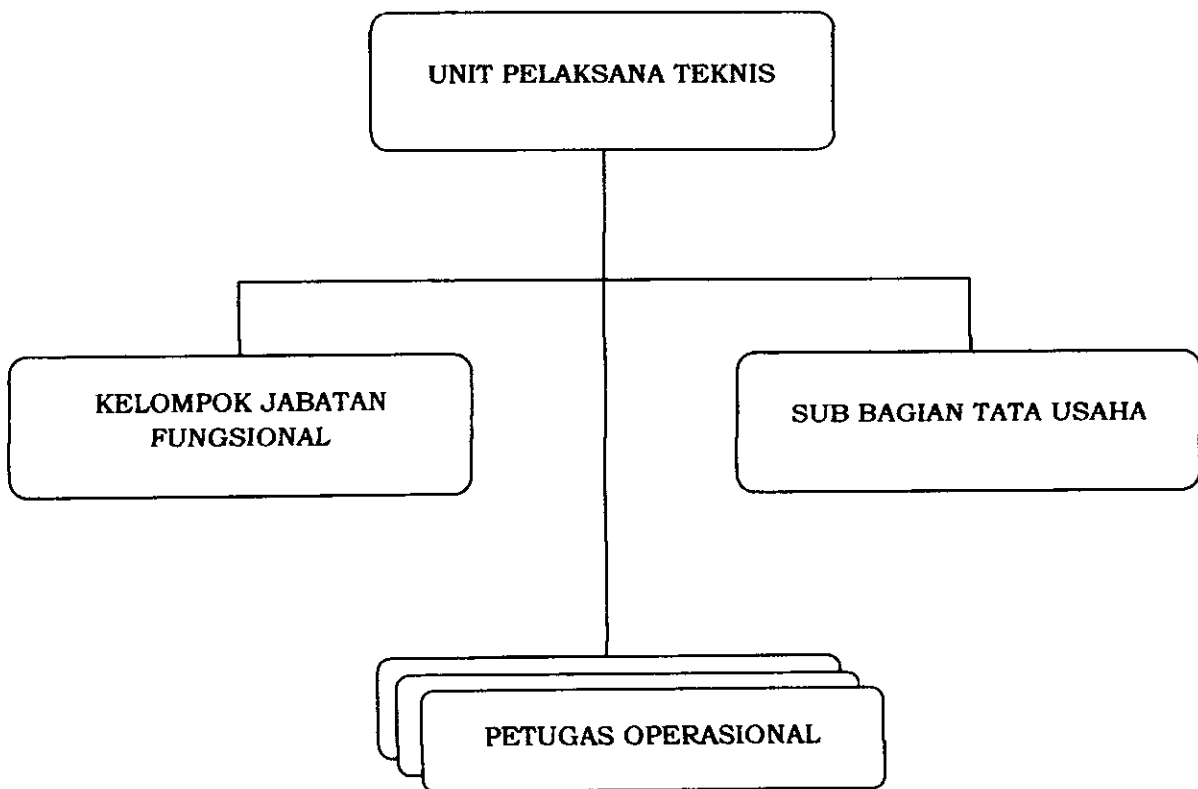 UNIT PELAKSANA TEKNIS
KELOMPOK JABATAN
FUNGSIONAL
SUB BAGIAN TATA USAHA
PETUGAS OPERASIONAL